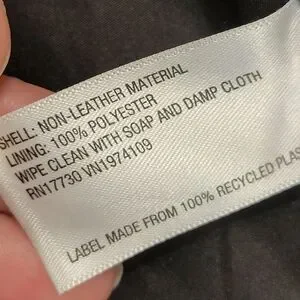 SHELL: NON-LEATHER MATERIAL
LINING: 100% POLYESTER
WIPE CLEAN WITH SOAP AND DAMP CLOTH
RN17730 VN1974109
LABEL MADE FROM 100% RECYCLED PLAS